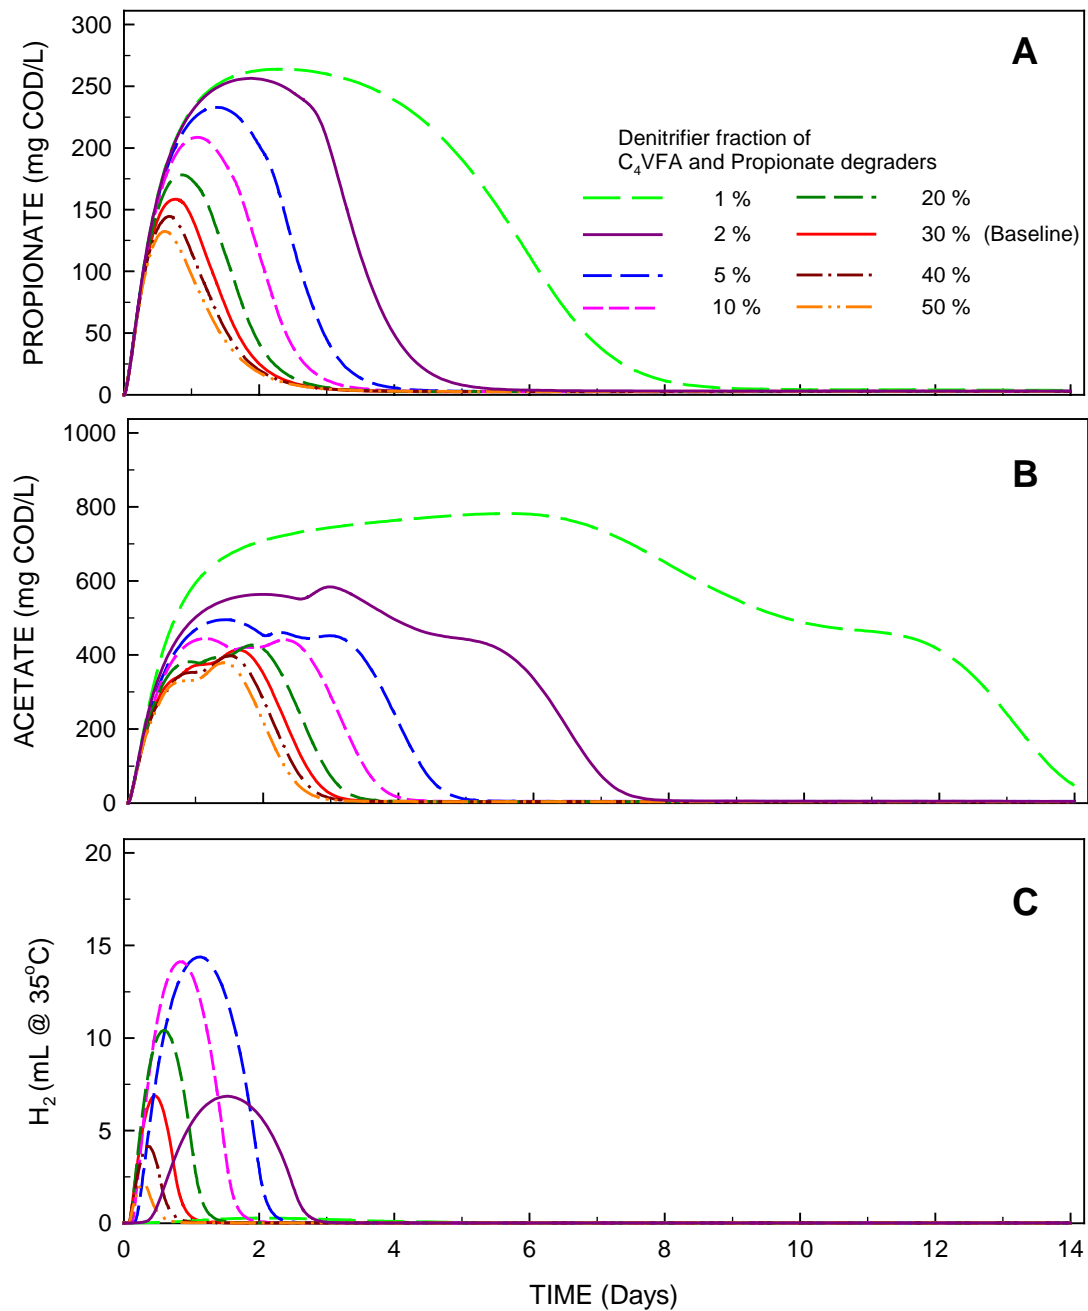 A
PROPIONATE (mg COD/L)
300
250
200
150
100
50
0
Denitrifier fraction of
C4VFA and Propionate degraders
1 % 20 %
2 % 30 % (Baseline)
5 % 40 %
10 % 50 %
B
ACETATE (mg COD/L)
1000
800
600
400
200
0
C
H2 (mL @ 35oC)
20
15
10
5
0
0 2 4 6 8 10 12 14
TIME (Days)